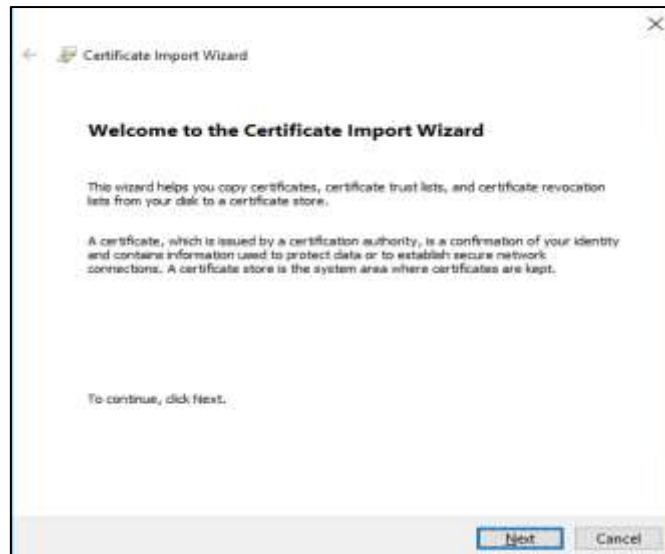 Certificate Import Wizard
Welcome to the Certificate Import Wizard
This wizard helps you copy certificates, certificate trust lists, and certificate revocation
lists from your disk to a certificate store.
A certificate, which is issued by a certification authority, is a confirmation of your identity
and contains information used to protect data or to establish secure network
connections. A certificate store is the system area where certificates are kept.
To continue, click Next.
Next
Cancel